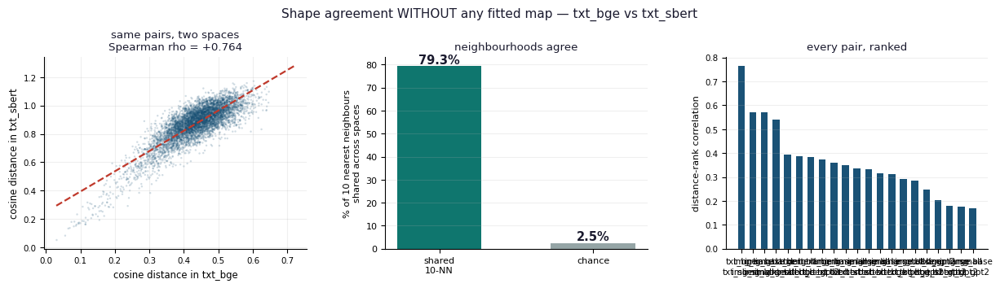 Shape agreement WITHOUT any fitted map — txt_bge vs txt_sbert
same pairs, two spaces
Spearman rho = +0.764
cosine distance in txt_sbert
1.2
1.0
0.8
0.6
0.4
0.2
0.0
0.0 0.1 0.2 0.3 0.4 0.5 0.6 0.7
cosine distance in txt_bge
neighbourhoods agree
% of 10 nearest neighbours
shared across spaces
80
70
60
50
40
30
20
10
0
79.3%
2.5%
shared
10-NN
chance
every pair, ranked
distance-rank correlation
0.8
0.7
0.6
0.5
0.4
0.3
0.2
0.1
0.0